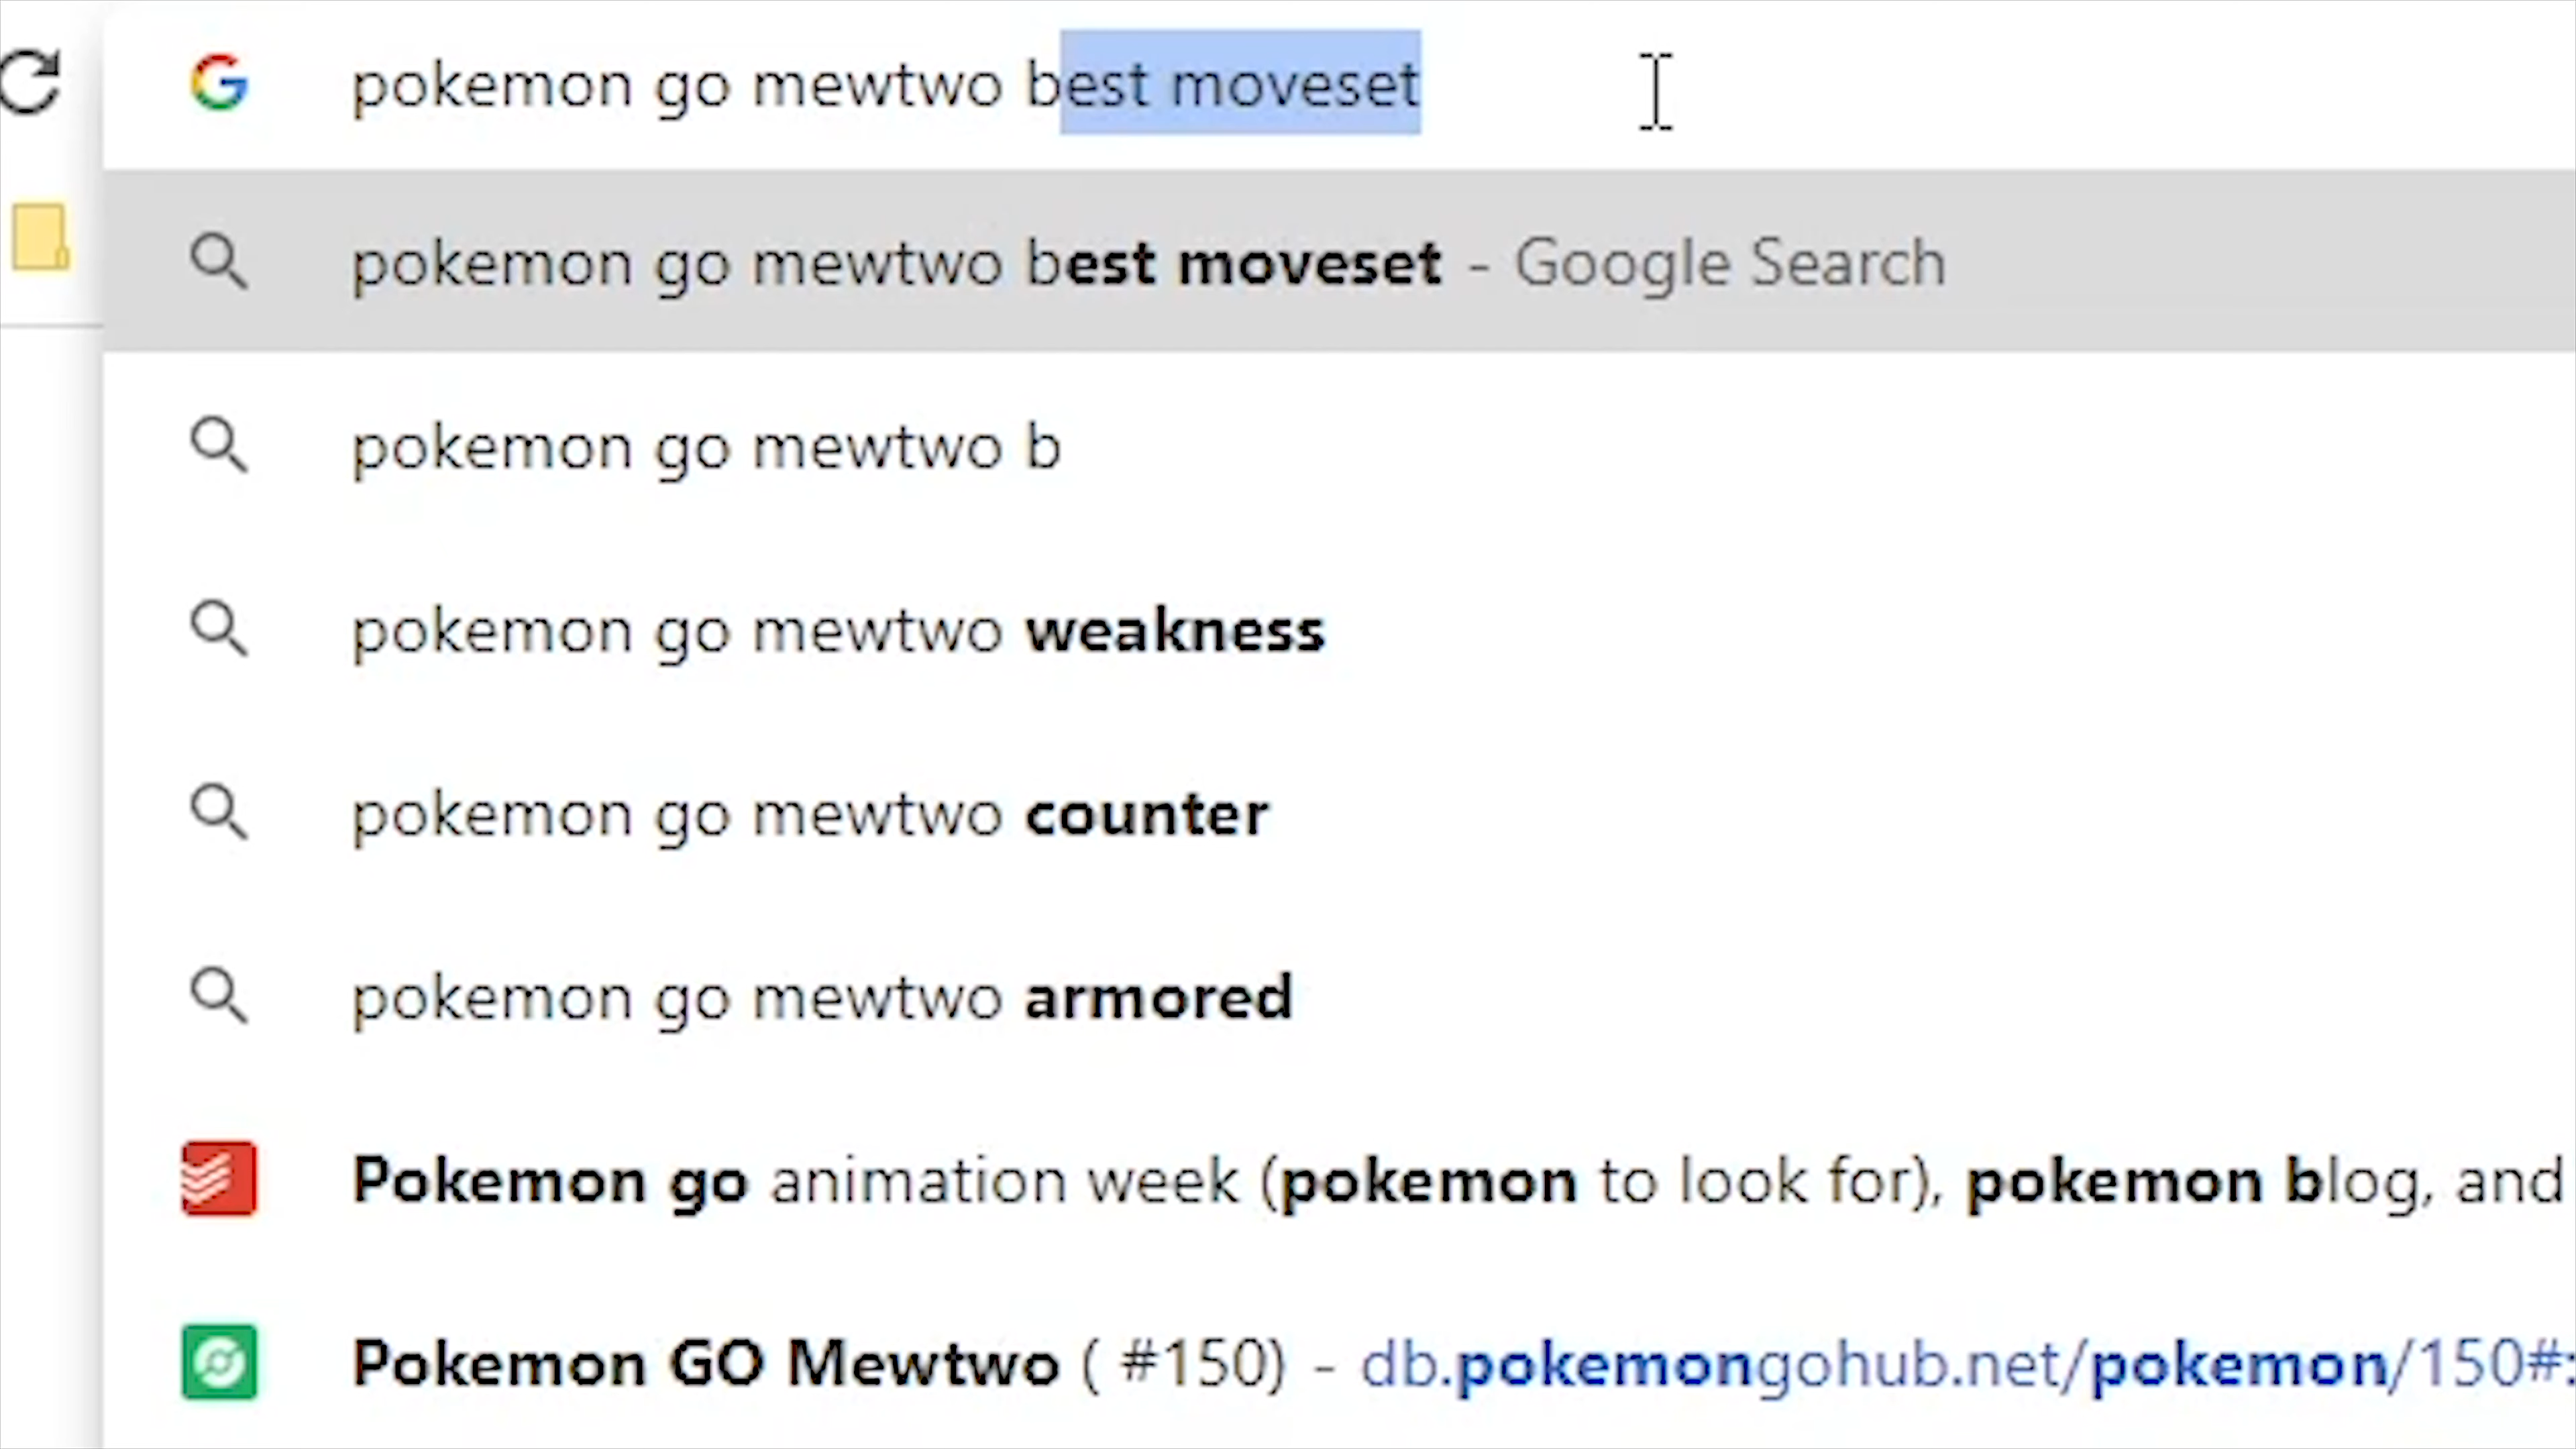 pokemon go mewtwo best moveset
pokemon go mewtwo best moveset - Google Search
pokemon go mewtwo b
pokemon go mewtwo weakness
pokemon go mewtwo counter
pokemon go mewtwo armored
Pokemon go animation week (pokemon to look for), pokemon blog, and
Pokemon GO Mewtwo ( #150) - db.pokemongohub.net/pokemon/150#: